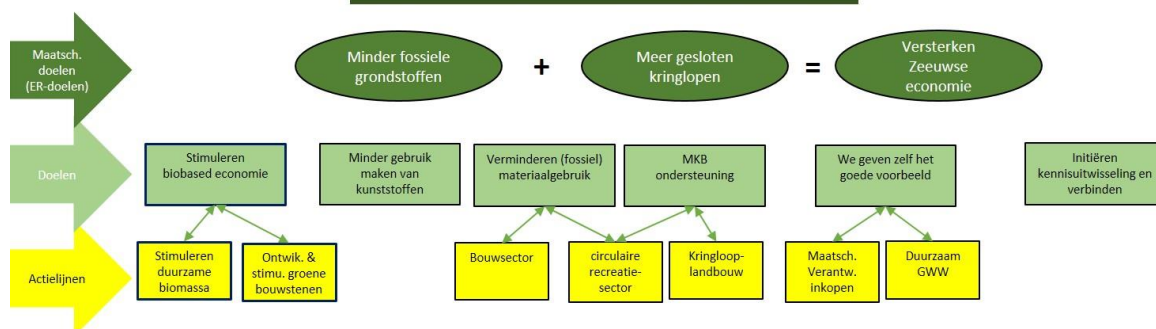 Maatsch.
doelen
(ER-doelen)
Minder fossiele
grondstoffen
+
Meer gesloten
kringlopen
=
Versterken
Zeeuwse
economie
Doelen
Stimuleren
biobased economie
Minder gebruik
maken van
kunststoffen
Verminderen (fossiel)
materiaalgebruik
MKB
ondersteuning
We geven zelf het
goede voorbeeld
Initiëren
kennisuitwisseling en
verbinden
Actielijnen
Stimuleren
duurzame
biomassa
Ontwik. &
stimu. groene
bouwstenen
Bouwsector
circulaire
recreatie-
sector
Kringloop-
landbouw
Maatsch.
Verantw.
inkopen
Duurzaam
GWW